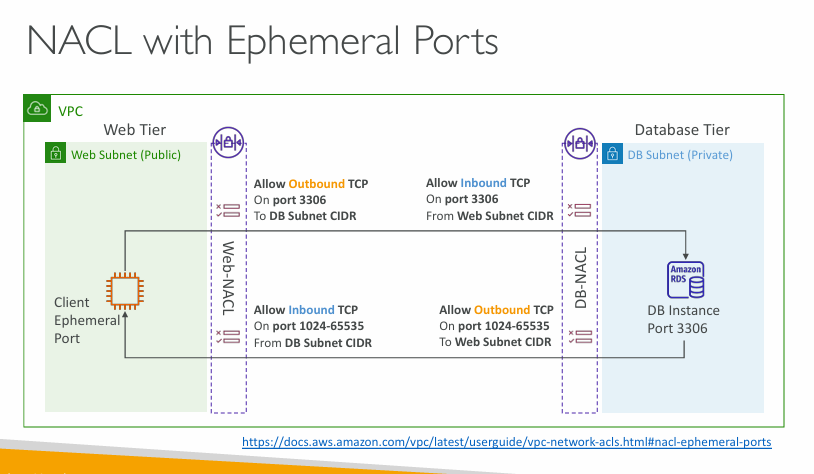 NACL with Ephemeral Ports
VPC
Web Tier
Database Tier
Web Subnet (Public)
DB Subnet (Private)
Allow Outbound TCP
On port 3306
To DB Subnet CIDR
Allow Inbound TCP
On port 3306
From Web Subnet CIDR
Web-NACL
DB-NACL
Amazon
RDS
Client
Ephemeral
Port
DB Instance
Port 3306
Allow Inbound TCP
On port 1024-65535
From DB Subnet CIDR
Allow Outbound TCP
On port 1024-65535
To Web Subnet CIDR
https://docs.aws.amazon.com/vpc/latest/userguide/vpc-network-acls.html#nacl-ephemeral-ports